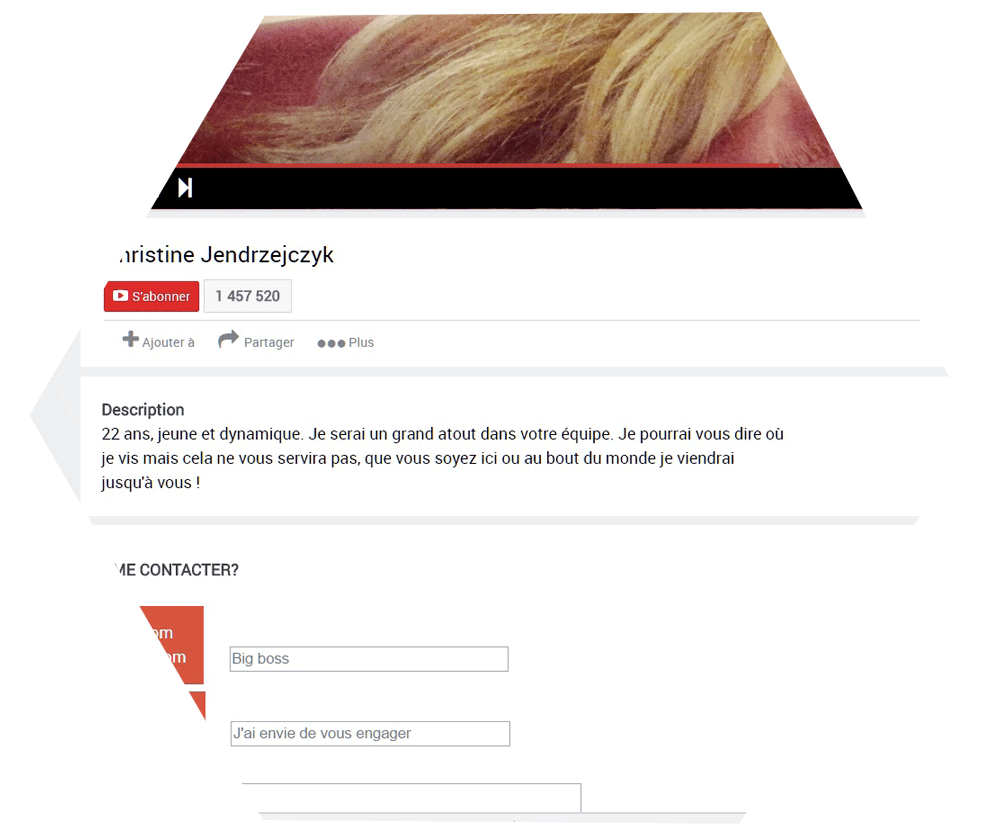 Jendrzejczyk
S'abonner 1 457 520
Ajouter à Partager Plus
Description
22 ans, jeune et dynamique. Je serai un grand atout dans votre équipe. Je pourrai vous dire où
je vis mais cela ne vous servira pas, que vous soyez ici ou au bout du monde je viendrai
jusqu'à vous !
ME CONTACTER?
Big boss
J'ai envie de vous engager